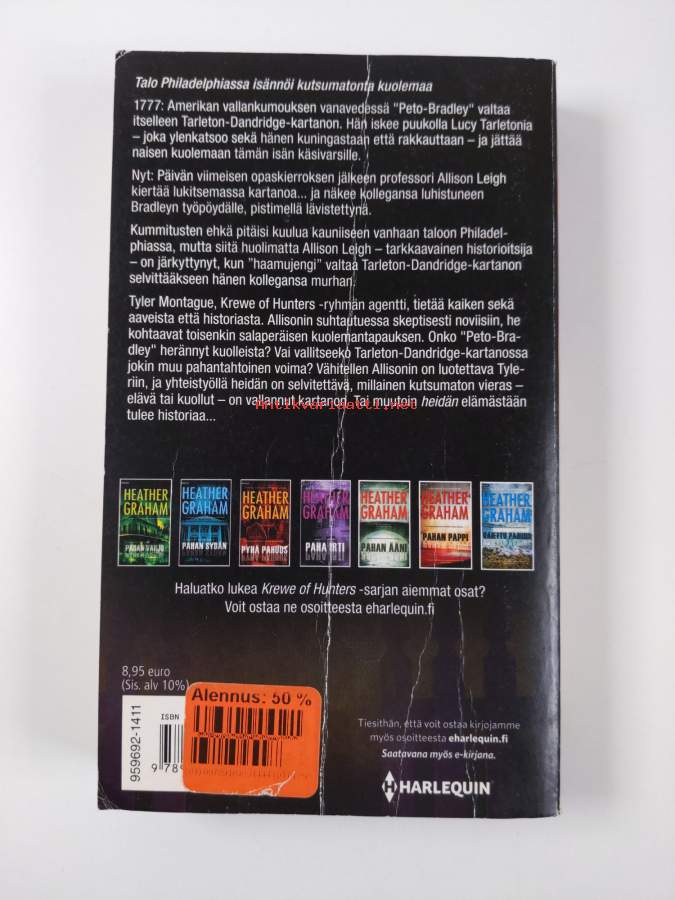 Talo Philadelphiassa isännöi kutsumatonta kuolemaa
1777: Amerikan vallankumouksen vanavedessä "Peto-Bradley" valtaa
itselleen Tarleton-Dandridge-kartanon. Hän iskee puukolla Lucy Tarletonia
– joka ylenkatsoo sekä hänen kuningastaan että rakkauttaan – ja jättää
naisen kuolemaan tämän isän käsivarsille.
Nyt: Päivän viimeisen opaskierroksen jälkeen professori Allison Leigh
kiertää lukitsemassa kartanoa... ja näkee kollegansa luhistuneen
Bradleyn työpöydälle, pistimellä lävistettynä.
Kummitusten ehkä pitäisi kuulua kauniiseen vanhaan taloon Philadel-
phiassa, mutta siitä huolimatta Allison Leigh – tarkkaavainen historioitsija
– on järkyttynyt, kun "haamujengi" valtaa Tarleton-Dandridge-kartanon
selvittääkseen hänen kollegansa murhan.
Tyler Montague, Krewe of Hunters -ryhmän agentti, tietää kaiken sekä
aaveista että historiasta. Allisonin suhtautuessa skeptisesti noviisiin, he
kohtaavat toisenkin salaperäisen kuolemantapauksen. Onko "Peto-Bra-
dley" herännyt kuolleista? Vai vallitseeko Tarleton-Dandridge-kartanossa
jokin muu pahantahtoinen voima? Vähitellen Allisonin on luotettava Tyle-
riin, ja yhteistyöllä heidän on selvitettävä, millainen kutsumaton vieras –
elävä tai kuollut – on vallannut kartanon. Tai muutoin heidän elämästään
tulee historiaa...
Antikvariaatti.net
HEATHER GRAHAM PAHAN VARJO
HEATHER GRAHAM PAHAN SYDÄN
HEATHER GRAHAM PYHÄ PAHUUS
HEATHER GRAHAM PAHA IRTI
HEATHER GRAHAM PAHAN ÄÄNI
HEATHER GRAHAM PAHAN PAPPI
HEATHER GRAHAM PAHUUS
Haluatko lukea Krewe of Hunters -sarjan aiemmat osat?
Voit ostaa ne osoitteesta eharlequin.fi
8,95 euro
(Sis. alv 10%)
Alennus: 50 %
ISBN
959692-1411
9 789
Tiesithän, että voit ostaa kirjojamme
myös osoitteesta eharlequin.fi
Saatavana myös e-kirjana.
HARLEQUIN